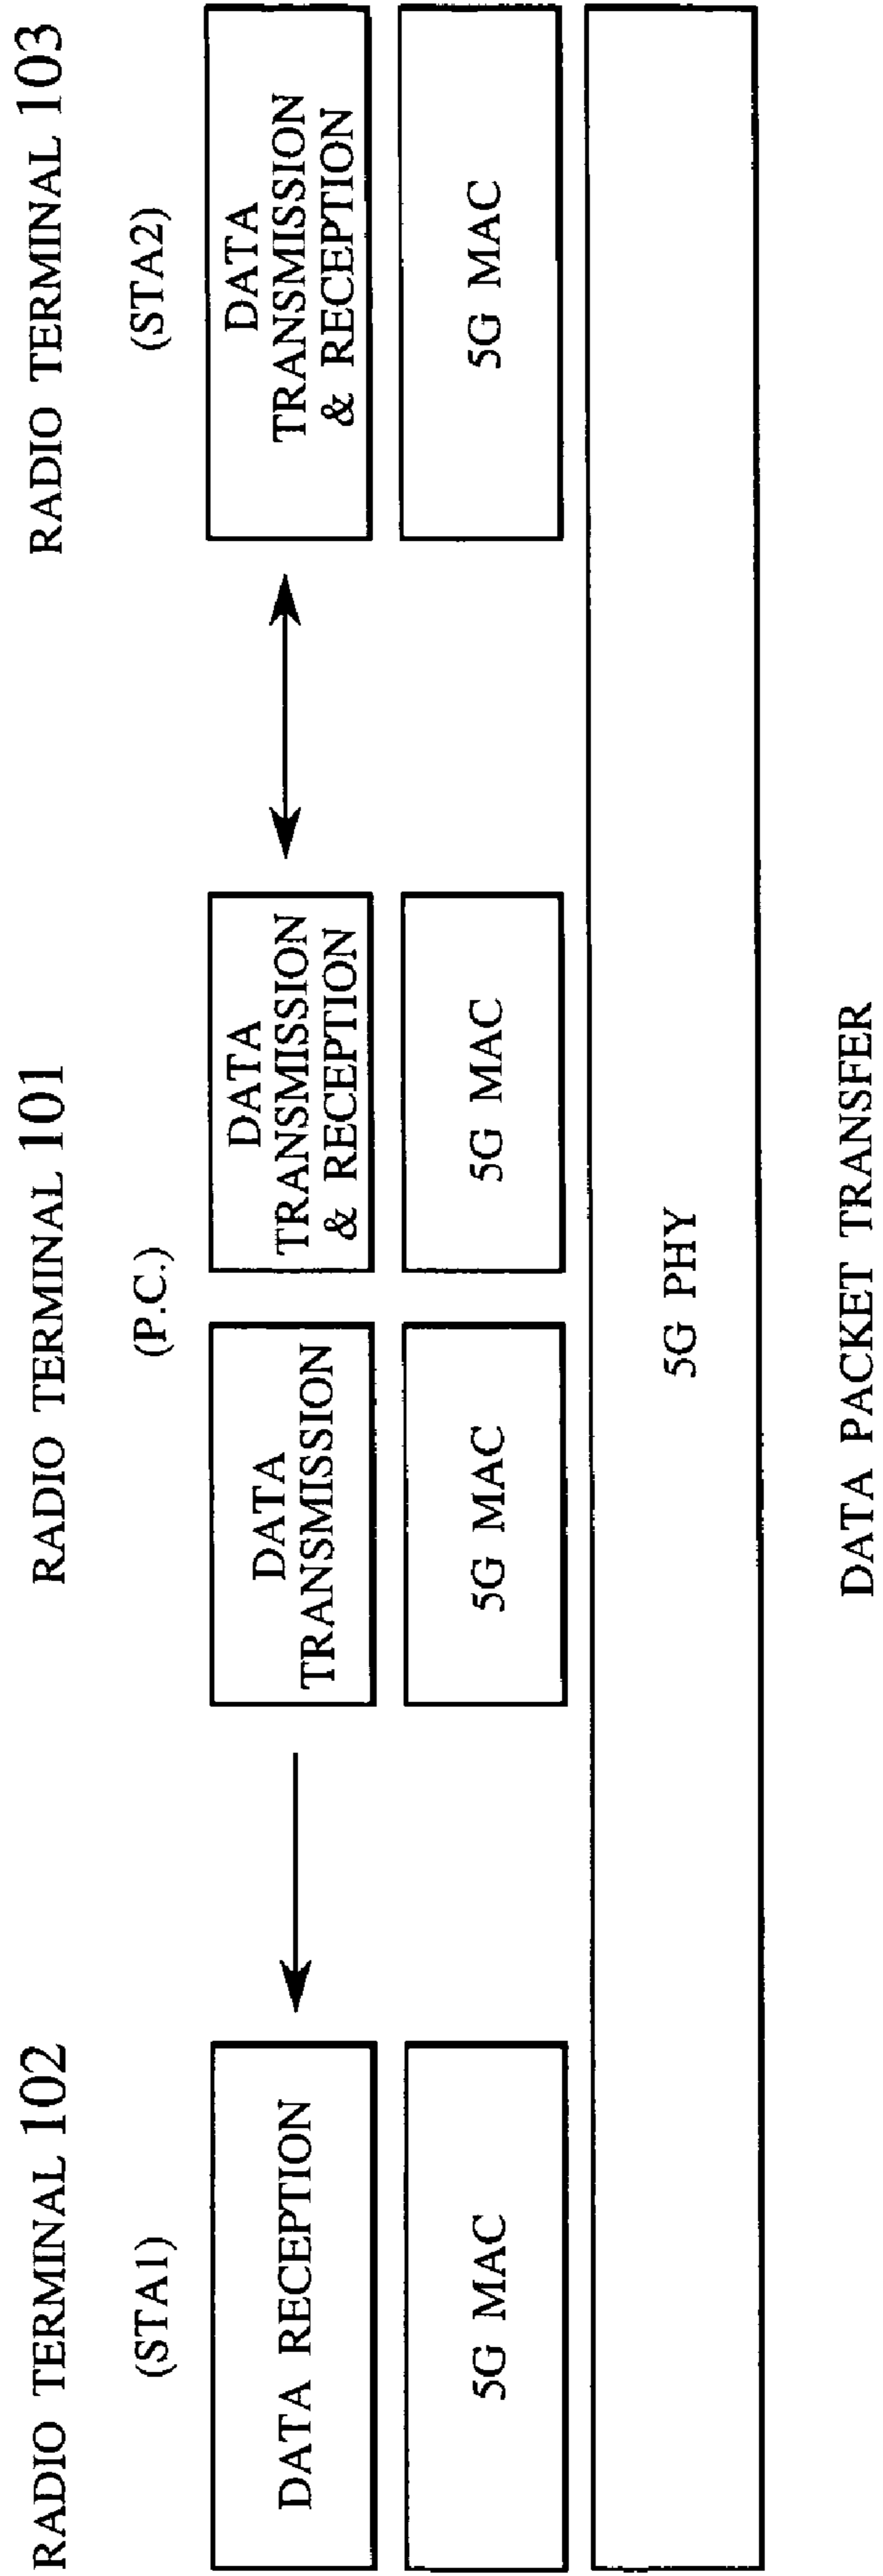 RADIO TERMINAL 102
RADIO TERMINAL 101
RADIO TERMINAL 103
(STA1)
(P.C.)
(STA2)
DATA RECEPTION
DATA
TRANSMISSION
DATA
TRANSMISSION
& RECEPTION
DATA
TRANSMISSION
& RECEPTION
5G MAC
5G MAC
5G MAC
5G MAC
5G PHY
DATA PACKET TRANSFER